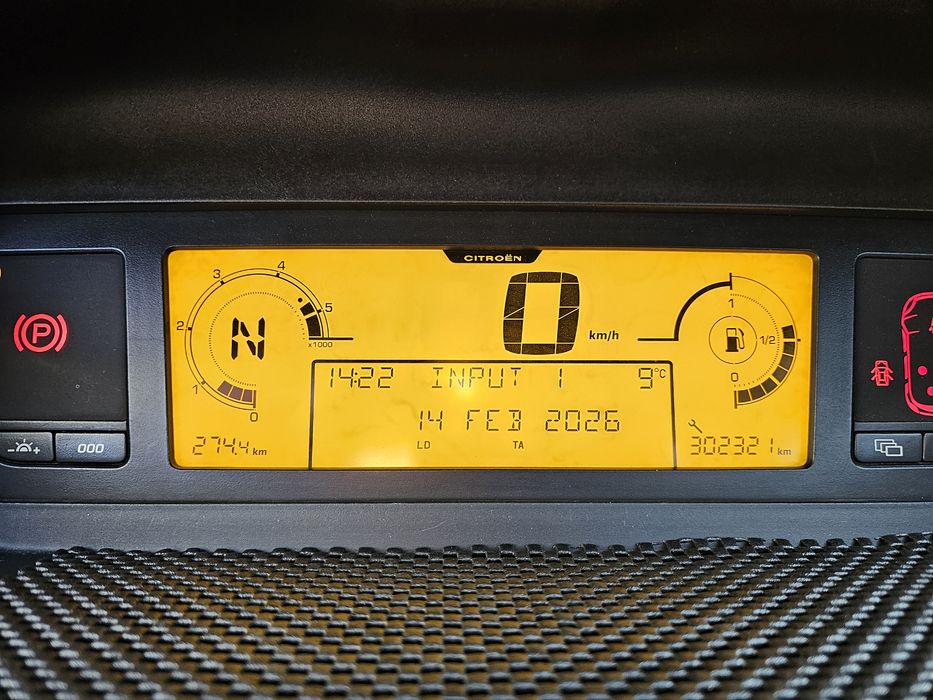 CITROËN
0 km/h
4
3
5
2
x1000
1
0
N
1
1/2
0
P
14:22 INPUT 1 9°C
14 FEB 2026
LD TA
274.4 km
302321 km
000
- +